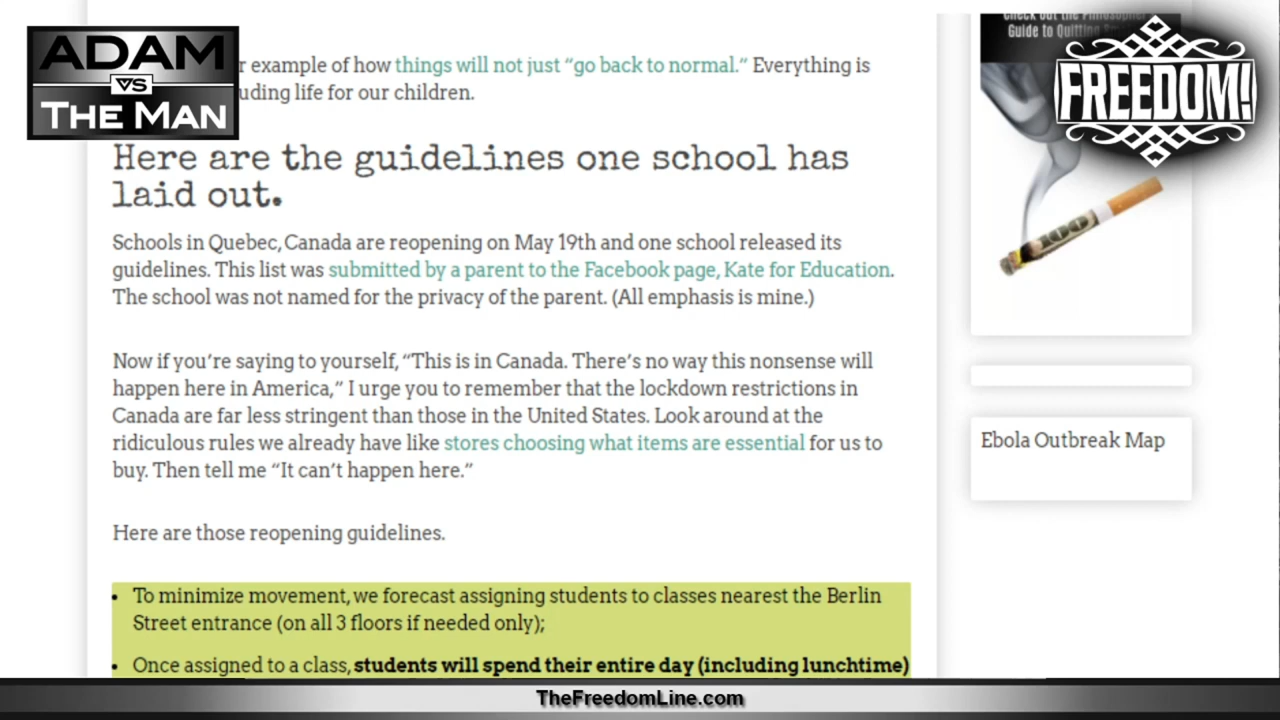 ADAM
VS
THE MAN
r example of how things will not just “go back to normal.” Everything is
uding life for our children.
Here are the guidelines one school has
laid out.
Schools in Quebec, Canada are reopening on May 19th and one school released its
guidelines. This list was submitted by a parent to the Facebook page, Kate for Education.
The school was not named for the privacy of the parent. (All emphasis is mine.)
Now if you’re saying to yourself, “This is in Canada. There’s no way this nonsense will
happen here in America,” I urge you to remember that the lockdown restrictions in
Canada are far less stringent than those in the United States. Look around at the
ridiculous rules we already have like stores choosing what items are essential for us to
buy. Then tell me “It can’t happen here.”
Here are those reopening guidelines.
• To minimize movement, we forecast assigning students to classes nearest the Berlin
Street entrance (on all 3 floors if needed only);
• Once assigned to a class, students will spend their entire day (including lunchtime)
Check out the Philosopher
Guide to Quitting
FREEDOM!
100
Ebola Outbreak Map
TheFreedomLine.com